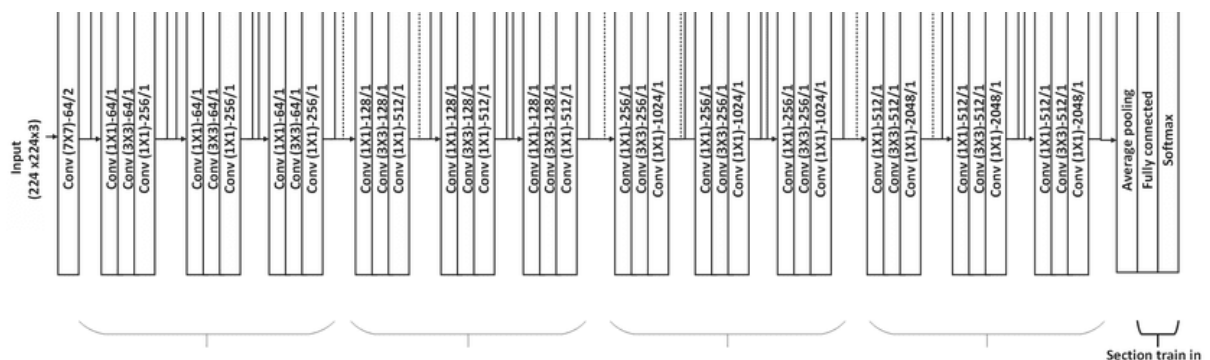 Input
(224 x224x3)
Conv (7X7)-64/2
Conv (1X1)-64/1
Conv (3X3)-64/1
Conv (1X1)-256/1
Conv (1X1)-64/1
Conv (3X3)-64/1
Conv (1X1)-256/1
Conv (1X1)-64/1
Conv (3X3)-64/1
Conv (1X1)-256/1
Conv (1X1)-128/1
Conv (3X3)-128/1
Conv (1X1)-512/1
Conv (1X1)-128/1
Conv (3X3)-128/1
Conv (1X1)-512/1
Conv (1X1)-128/1
Conv (3X3)-128/1
Conv (1X1)-512/1
Conv (1X1)-256/1
Conv (3X3)-256/1
Conv (1X1)-1024/1
Conv (1X1)-256/1
Conv (3X3)-256/1
Conv (1X1)-1024/1
Conv (1X1)-256/1
Conv (3X3)-256/1
Conv (1X1)-1024/1
Conv (1X1)-512/1
Conv (3X3)-512/1
Conv (1X1)-2048/1
Conv (1X1)-512/1
Conv (3X3)-512/1
Conv (1X1)-2048/1
Conv (1X1)-512/1
Conv (3X3)-512/1
Conv (1X1)-2048/1
Average pooling
Fully connected
Softmax
Section train in